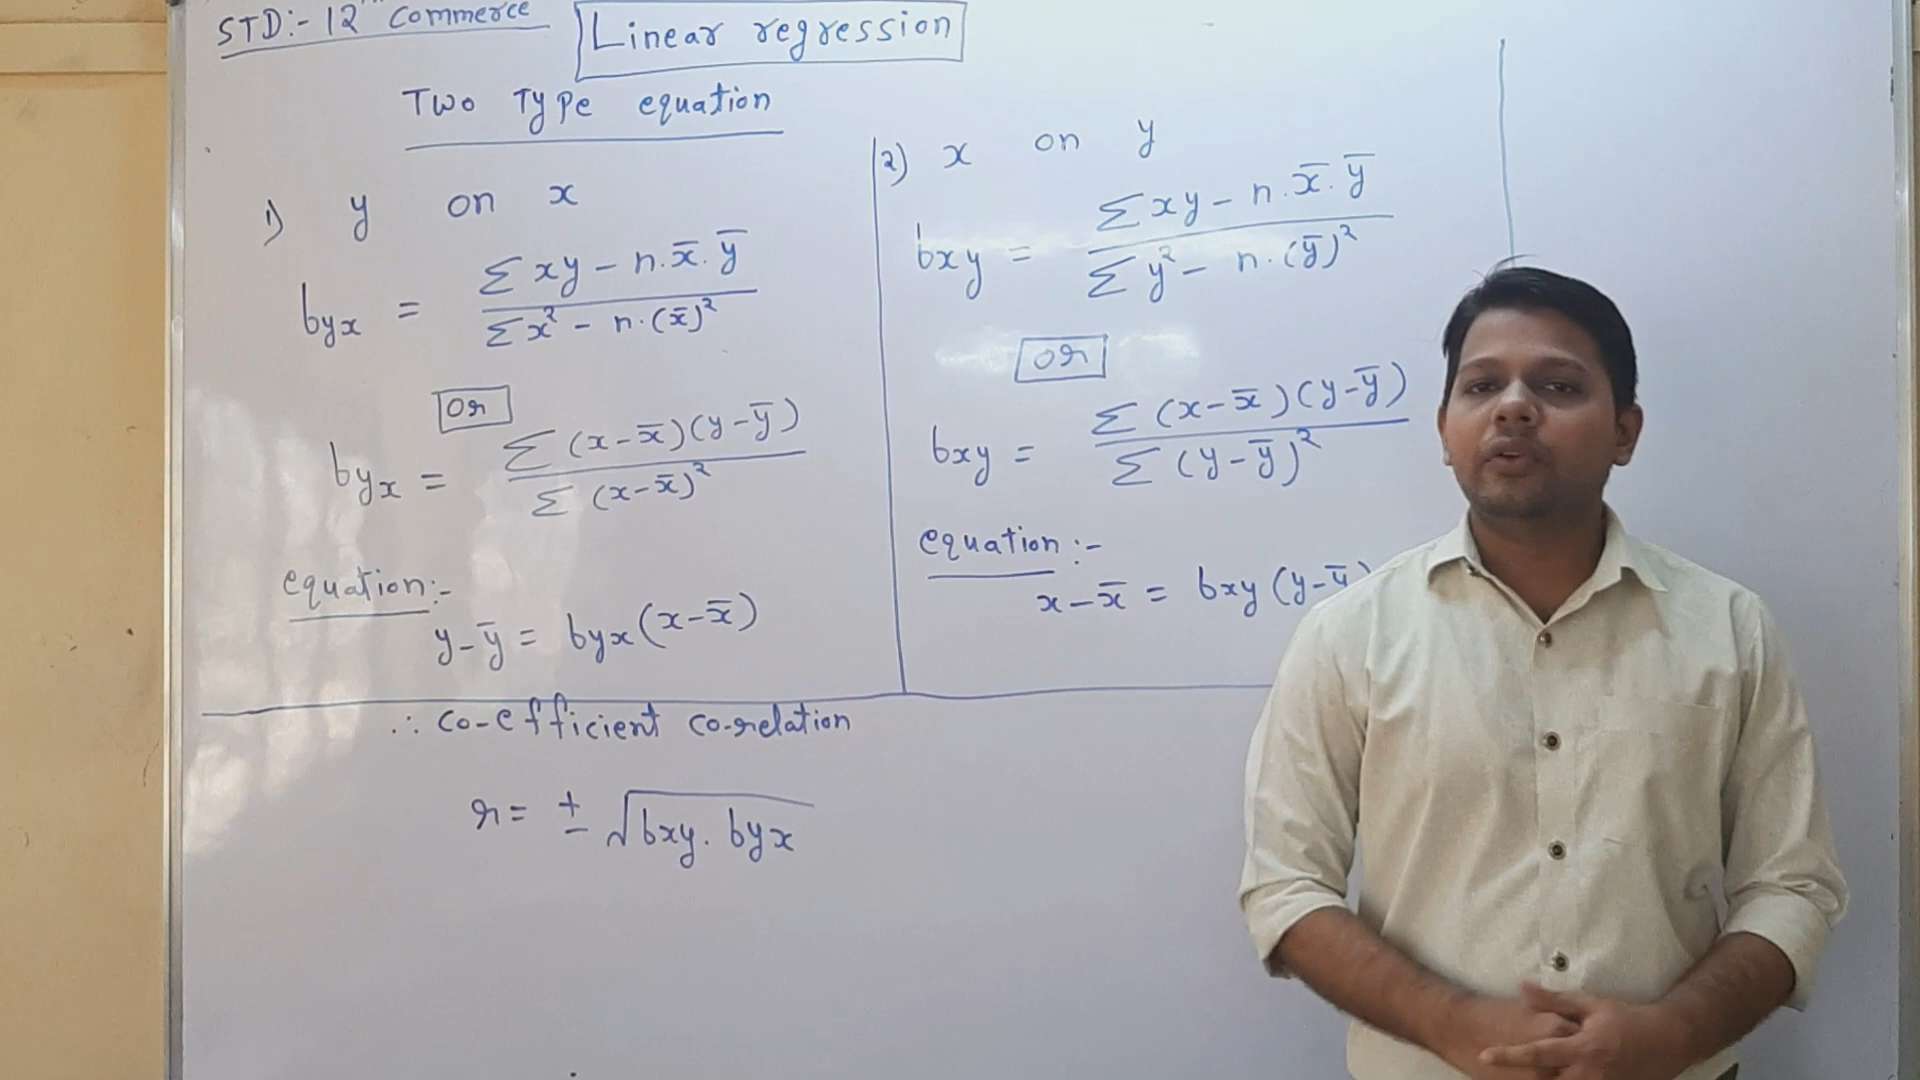 STD:- 12th Commerce
Linear regression
Two Type equation
1) y on x
byx = Σxy - n.x̄.ȳ / Σx² - n.(x̄)²
or
byx = Σ(x-x̄)(y-ȳ) / Σ(x-x̄)²
equation:-
y-ȳ = byx(x-x̄)
2) x on y
bxy = Σxy - n.x̄.ȳ / Σy² - n.(ȳ)²
or
bxy = Σ(x-x̄)(y-ȳ) / Σ(y-ȳ)²
equation:-
x-x̄ = bxy(y-ȳ)
∴ co-efficient co-relation
r = ± √bxy. byx